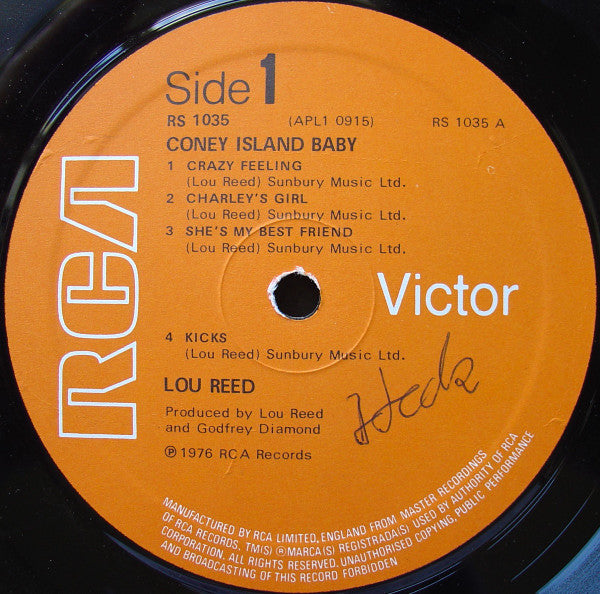 Side 1
RS 1035 (APL1 0915) RS 1035 A
CONEY ISLAND BABY
1 CRAZY FEELING
(Lou Reed) Sunbury Music Ltd.
2 CHARLEY'S GIRL
(Lou Reed) Sunbury Music Ltd.
3 SHE'S MY BEST FRIEND
(Lou Reed) Sunbury Music Ltd.
RCA
Victor
4 KICKS
(Lou Reed) Sunbury Music Ltd.
LOU REED
Produced by Lou Reed
and Godfrey Diamond
℗ 1976 RCA Records
MANUFACTURED BY RCA LIMITED, ENGLAND FROM MASTER RECORDINGS
OF RCA RECORDS. TM(S) ® MARCA(S) REGISTRADA(S) USED BY AUTHORITY OF RCA
CORPORATION. ALL RIGHTS RESERVED. UNAUTHORISED COPYING, PUBLIC PERFORMANCE
AND BROADCASTING OF THIS RECORD FORBIDDEN